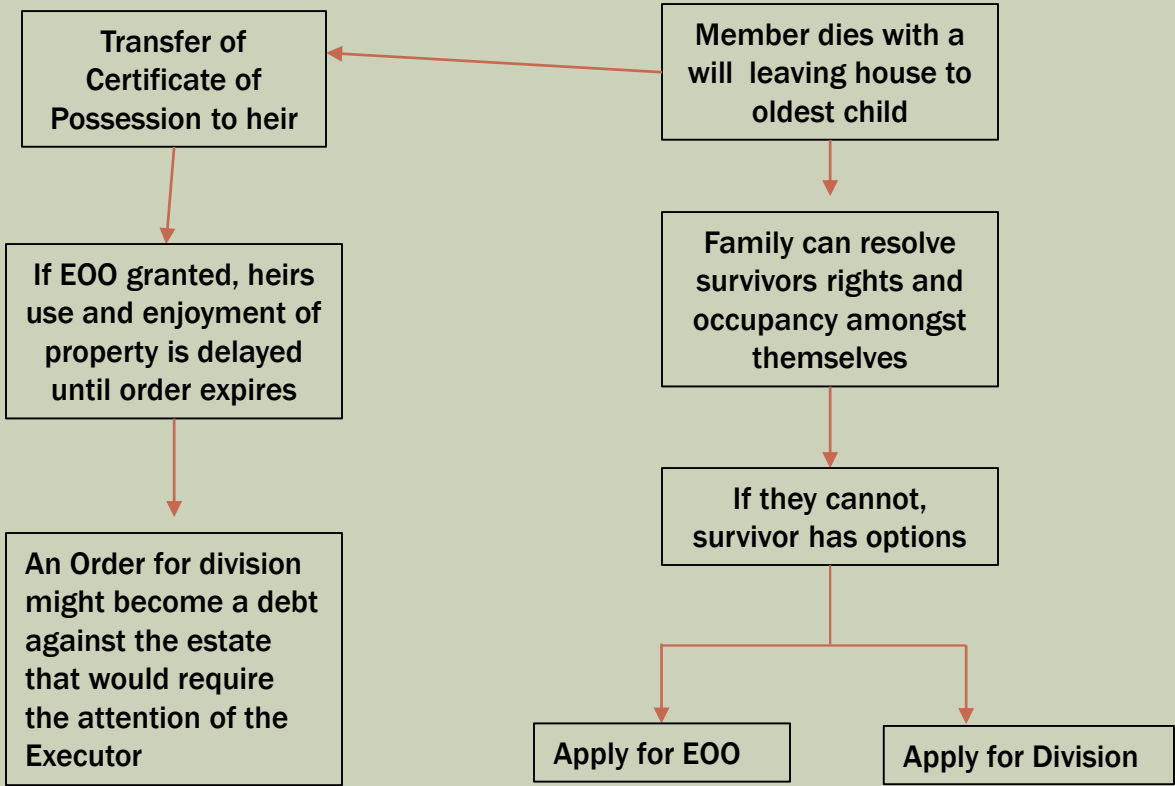 Transfer of
Certificate of
Possession to heir
Member dies with a
will leaving house to
oldest child
If EOO granted, heirs
use and enjoyment of
property is delayed
until order expires
Family can resolve
survivors rights and
occupancy amongst
themselves
If they cannot,
survivor has options
An Order for division
might become a debt
against the estate
that would require
the attention of the
Executor
Apply for EOO
Apply for Division